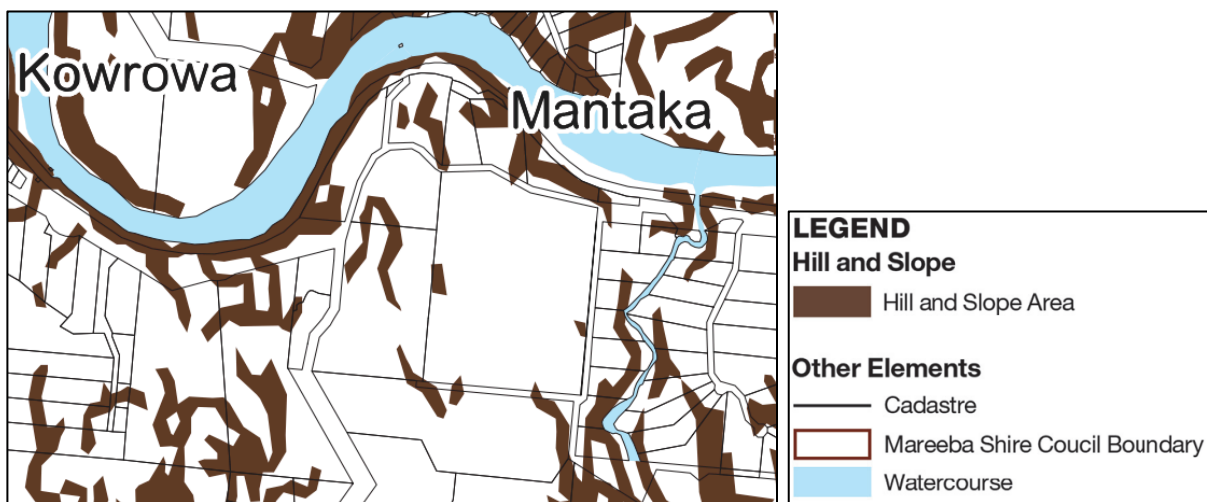 Kowrowa
Mantaka
LEGEND
Hill and Slope
Hill and Slope Area
Other Elements
Cadastre
Mareeba Shire Coucil Boundary
Watercourse